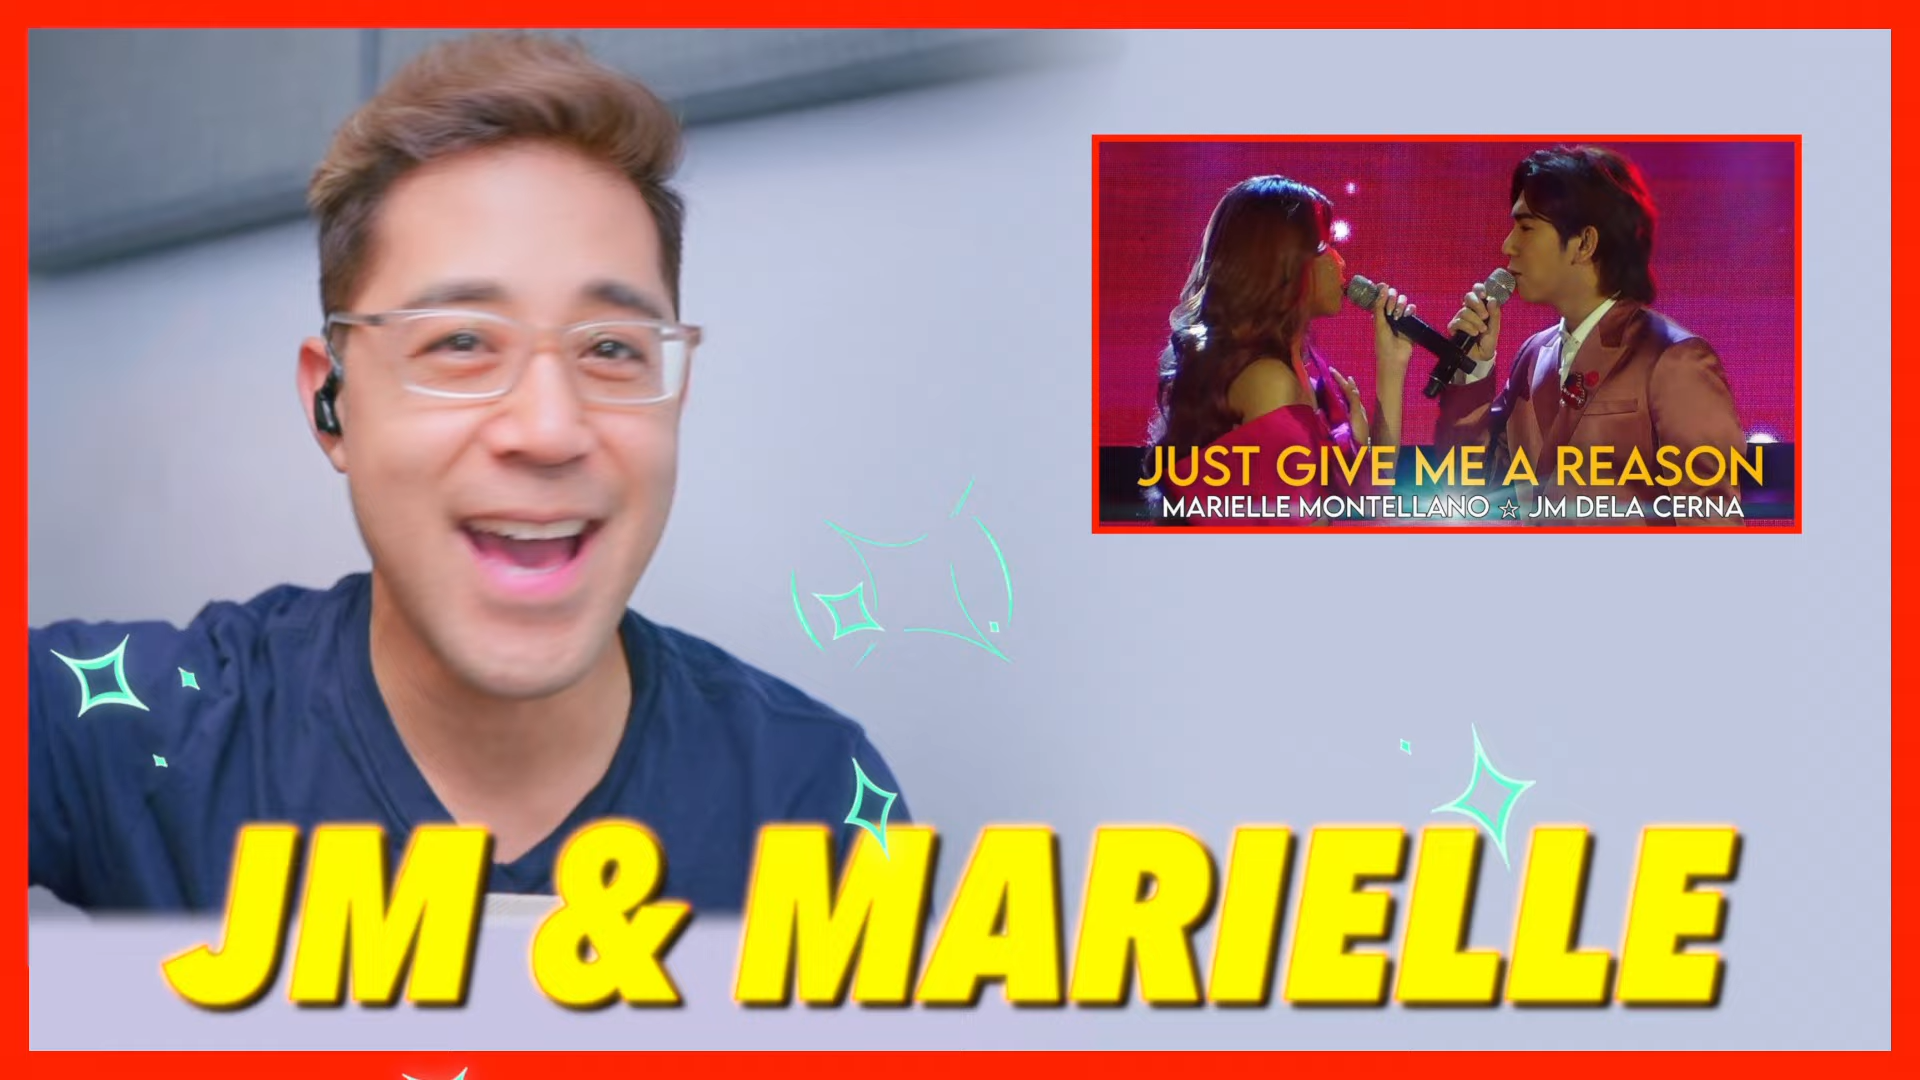 JUST GIVE ME A REASON
MARIELLE MONTELLANO ☆ JM DELA CERNA
JM & MARIELLE